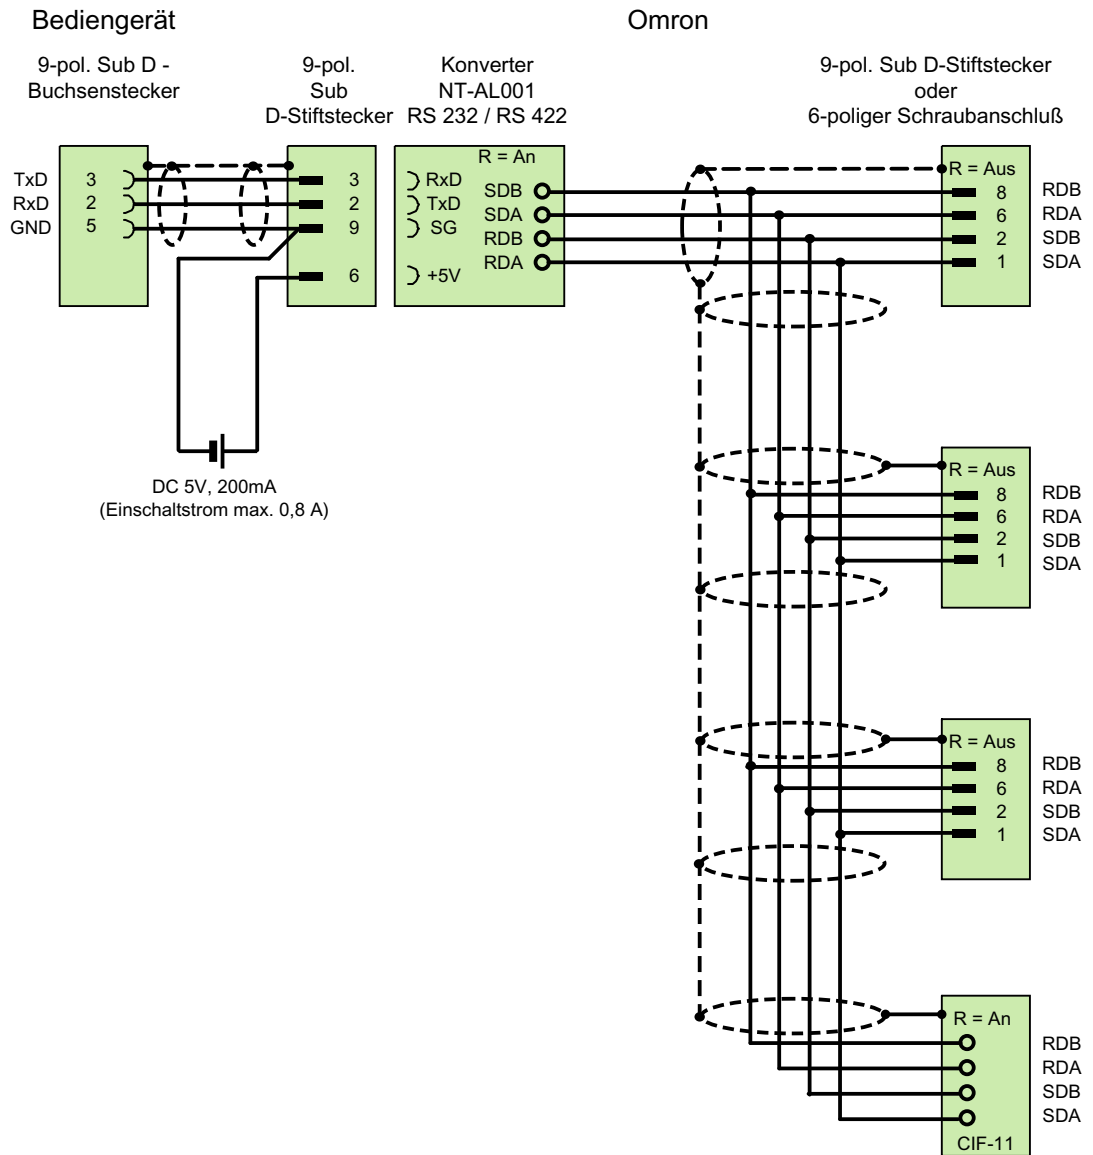 Bediengerät
Omron
9-pol. Sub D -
Buchsenstecker
9-pol.
Sub
D-Stiftstecker
Konverter
NT-AL001
RS 232 / RS 422
9-pol. Sub D-Stiftstecker
oder
6-poliger Schraubanschluß
TxD 3
RxD 2
GND 5
3
2
9
6
R = An
RxD SDB
TxD SDA
SG RDB
RDA
+5V
R = Aus
8 RDB
6 RDA
2 SDB
1 SDA
DC 5V, 200mA
(Einschaltstrom max. 0,8 A)
R = Aus
8 RDB
6 RDA
2 SDB
1 SDA
R = Aus
8 RDB
6 RDA
2 SDB
1 SDA
R = An
RDB
RDA
SDB
SDA
CIF-11